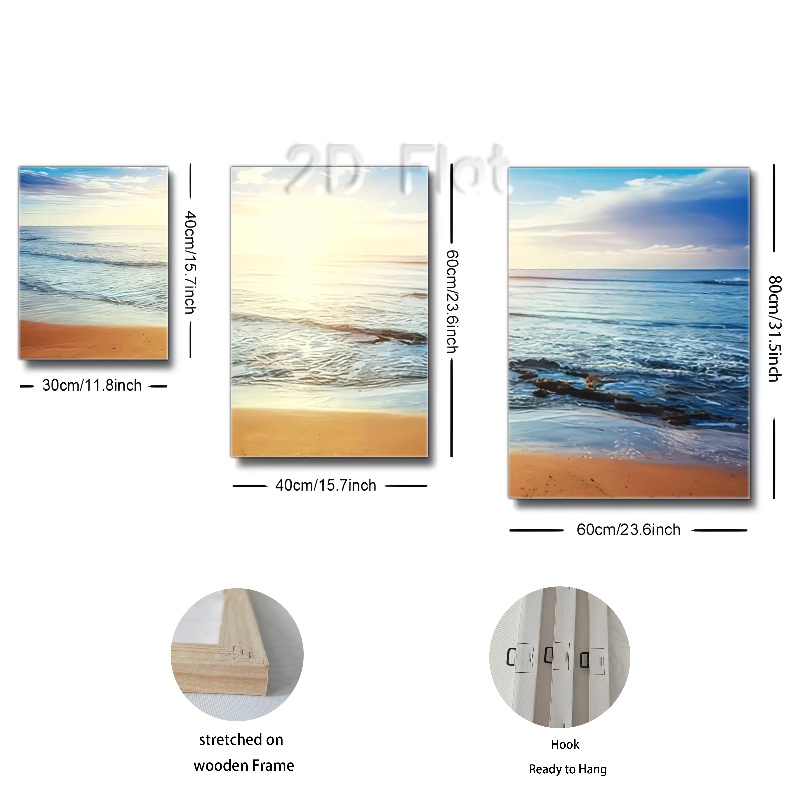 2D Flat
40cm/15.7inch
30cm/11.8inch
60cm/23.6inch
40cm/15.7inch
80cm/31.5inch
60cm/23.6inch
stretched on
wooden Frame
Hook
Ready to Hang